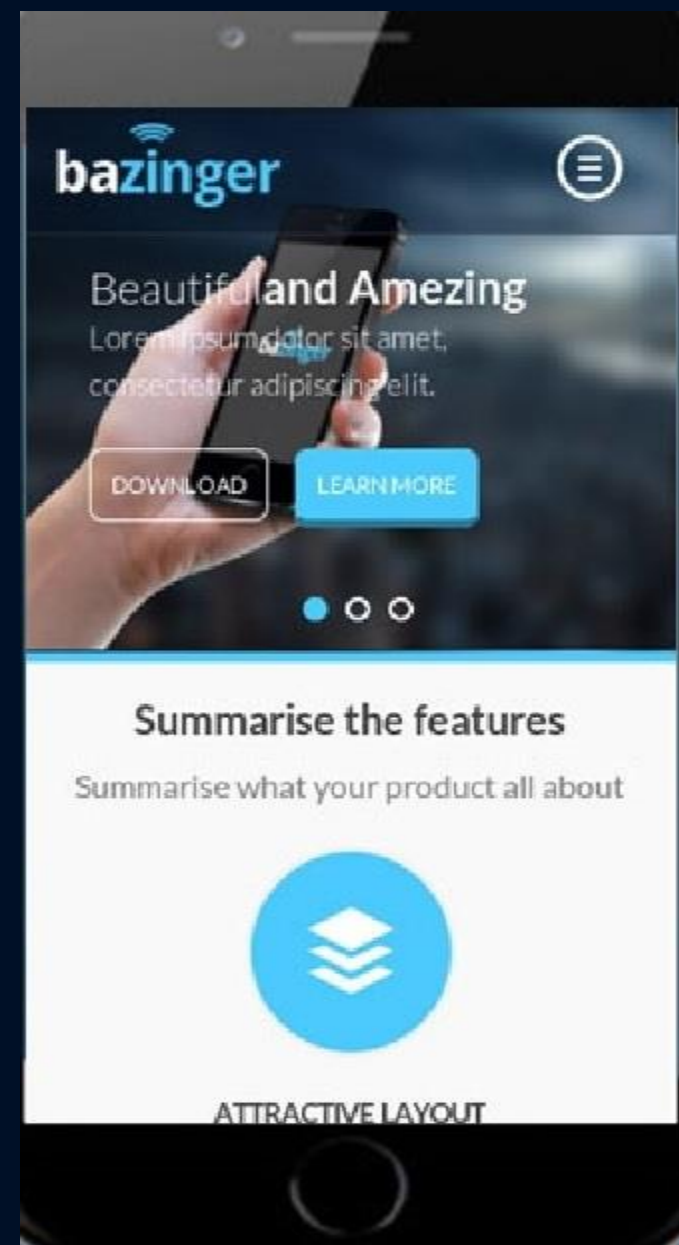 bazinger
Beautiful and Amezing
Lorem ipsum dolor sit amet,
bazinger
consectetur adipiscing elit.
DOWNLOAD
LEARN MORE
Summarise the features
Summarise what your product all about
ATTRACTIVE LAYOUT